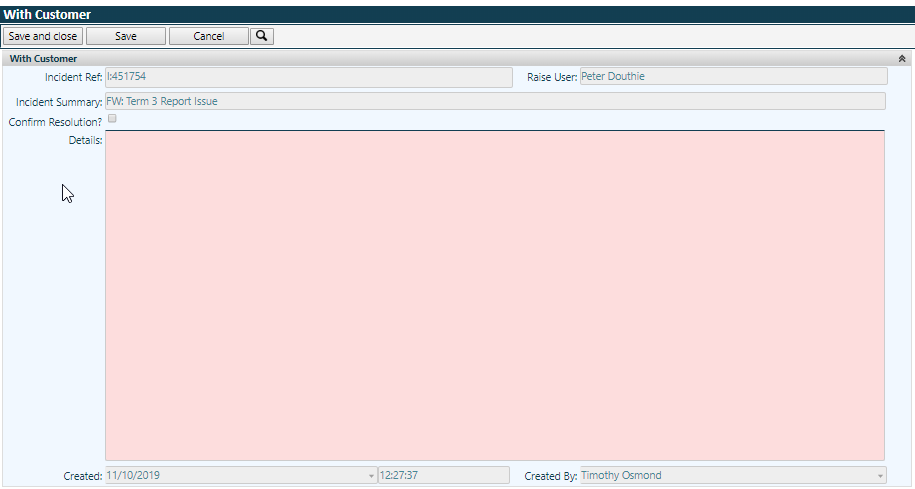 With Customer
Save and close Save Cancel
With Customer
Incident Ref: I:451754 Raise User: Peter Douthie
Incident Summary: FW: Term 3 Report Issue
Confirm Resolution?
Details:
Created: 11/10/2019 12:27:37 Created By: Timothy Osmond